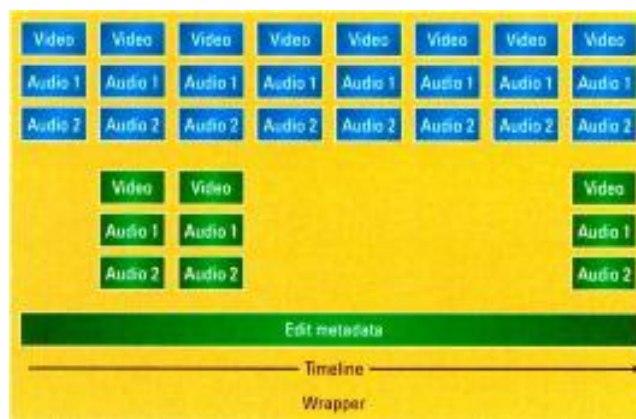 Video Video Video Video Video Video Video Video
Audio 1 Audio 1 Audio 1 Audio 1 Audio 1 Audio 1 Audio 1 Audio 1
Audio 2 Audio 2 Audio 2 Audio 2 Audio 2 Audio 2 Audio 2 Audio 2
Video Video Video
Audio 1 Audio 1 Audio 1
Audio 2 Audio 2 Audio 2
Edit metadata
Timeline
Wrapper